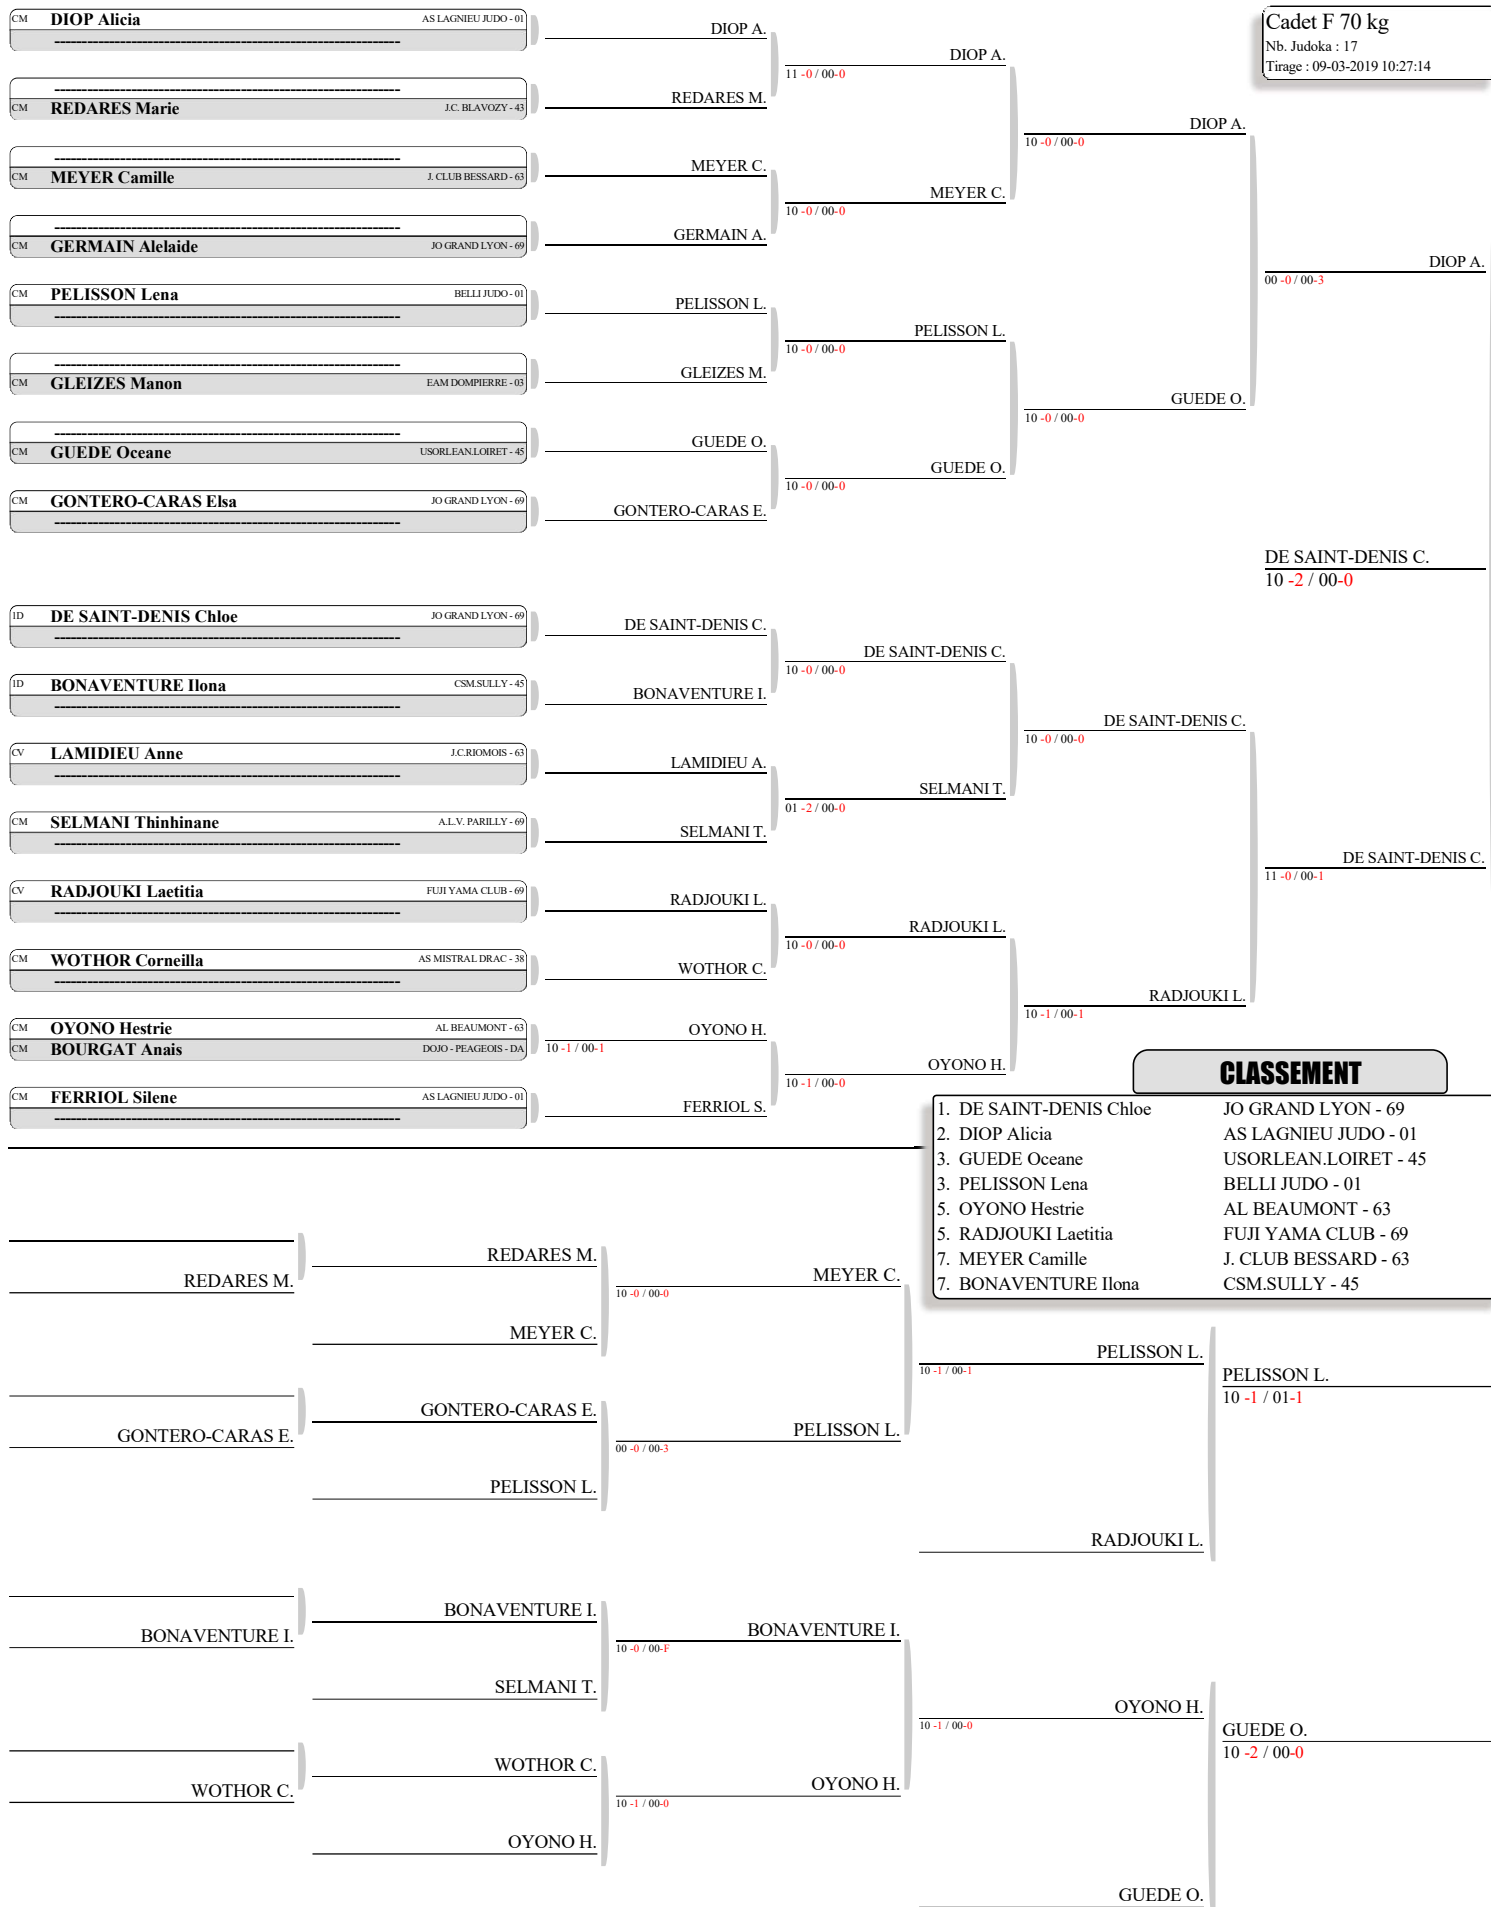 Cadet F 70 kg
Nb. Judoka : 17
Tirage : 09-03-2019 10:27:14
CM DIOP Alicia AS LAGNIEU JUDO - 01
CM REDARES Marie J.C. BLAVOZY - 43
CM MEYER Camille J. CLUB BESSARD - 63
CM GERMAIN Alelaide JO GRAND LYON - 69
CM PELISSON Lena BELLI JUDO - 01
CM GLEIZES Manon EAM DOMPIERRE - 03
CM GUEDE Oceane USORLEAN.LOIRET - 45
CM GONTERO-CARAS Elsa JO GRAND LYON - 69
1D DE SAINT-DENIS Chloe JO GRAND LYON - 69
1D BONAVENTURE Ilona CSM.SULLY - 45
CV LAMIDIEU Anne J.C.RIOMOIS - 63
CM SELMANI Thinhinane A.L.V. PARILLY - 69
CV RADJOUKI Laetitia FUJI YAMA CLUB - 69
CM WOTHOR Corneilla AS MISTRAL DRAC - 38
CM OYONO Hestrie AL BEAUMONT - 63
CM BOURGAT Anais DOJO - PEAGEOIS - DA
CM FERRIOL Silene AS LAGNIEU JUDO - 01
DIOP A.
REDARES M.
MEYER C.
GERMAIN A.
PELISSON L.
GLEIZES M.
GUEDE O.
GONTERO-CARAS E.
DE SAINT-DENIS C.
BONAVENTURE I.
LAMIDIEU A.
SELMANI T.
RADJOUKI L.
WOTHOR C.
OYONO H.
10 -1 / 00-1
FERRIOL S.
DIOP A.
11 -0 / 00-0
MEYER C.
10 -0 / 00-0
PELISSON L.
10 -0 / 00-0
GUEDE O.
10 -0 / 00-0
DE SAINT-DENIS C.
10 -0 / 00-0
SELMANI T.
01 -2 / 00-0
RADJOUKI L.
10 -0 / 00-0
OYONO H.
10 -1 / 00-0
DIOP A.
10 -0 / 00-0
GUEDE O.
10 -0 / 00-0
DE SAINT-DENIS C.
10 -0 / 00-0
RADJOUKI L.
10 -1 / 00-1
DIOP A.
00 -0 / 00-3
DE SAINT-DENIS C.
11 -0 / 00-1
DE SAINT-DENIS C.
10 -2 / 00-0
CLASSEMENT
1. DE SAINT-DENIS Chloe JO GRAND LYON - 69
2. DIOP Alicia AS LAGNIEU JUDO - 01
3. GUEDE Oceane USORLEAN.LOIRET - 45
3. PELISSON Lena BELLI JUDO - 01
5. OYONO Hestrie AL BEAUMONT - 63
5. RADJOUKI Laetitia FUJI YAMA CLUB - 69
7. MEYER Camille J. CLUB BESSARD - 63
7. BONAVENTURE Ilona CSM.SULLY - 45
REDARES M.
GONTERO-CARAS E.
BONAVENTURE I.
WOTHOR C.
REDARES M.
MEYER C.
GONTERO-CARAS E.
PELISSON L.
BONAVENTURE I.
SELMANI T.
WOTHOR C.
OYONO H.
MEYER C.
10 -0 / 00-0
PELISSON L.
00 -0 / 00-3
BONAVENTURE I.
10 -0 / 00-F
OYONO H.
10 -1 / 00-0
PELISSON L.
10 -1 / 00-1
RADJOUKI L.
OYONO H.
10 -1 / 00-0
GUEDE O.
PELISSON L.
10 -1 / 01-1
GUEDE O.
10 -2 / 00-0